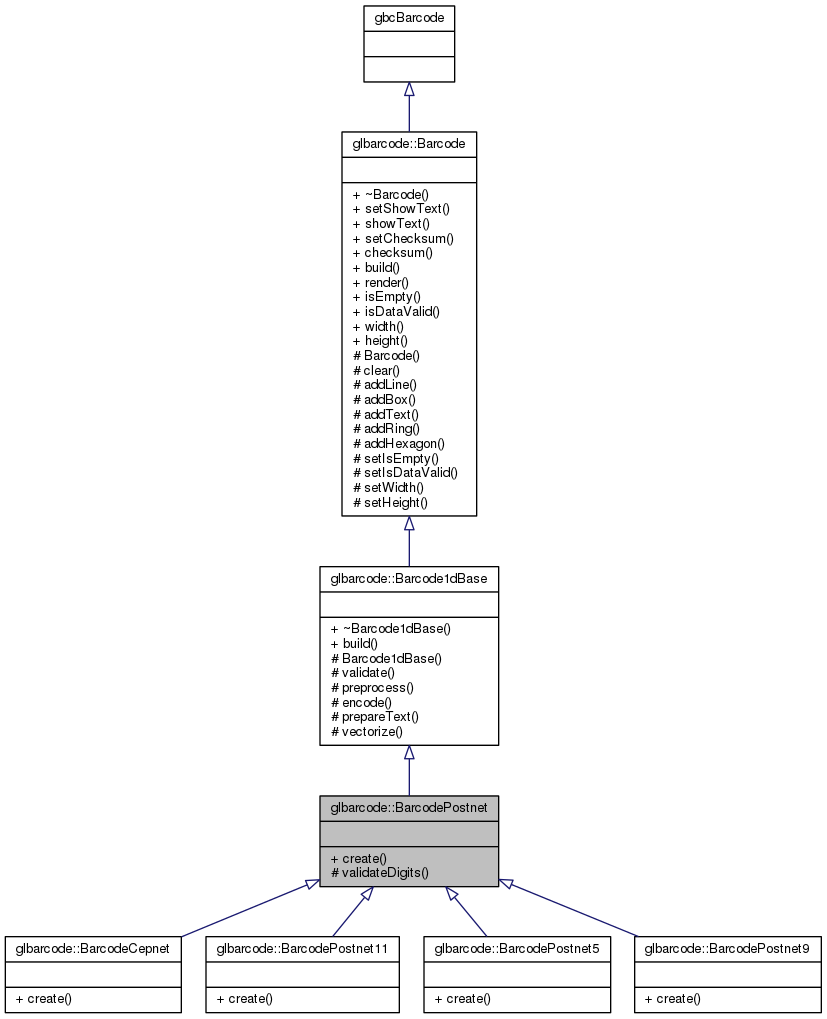 gbcBarcode
glbarcode::Barcode
+ ~Barcode()
+ setShowText()
+ showText()
+ setChecksum()
+ checksum()
+ build()
+ render()
+ isEmpty()
+ isDataValid()
+ width()
+ height()
# Barcode()
# clear()
# addLine()
# addBox()
# addText()
# addRing()
# addHexagon()
# setIsEmpty()
# setIsDataValid()
# setWidth()
# setHeight()
glbarcode::Barcode1dBase
+ ~Barcode1dBase()
+ build()
# Barcode1dBase()
# validate()
# preprocess()
# encode()
# prepareText()
# vectorize()
glbarcode::BarcodePostnet
+ create()
# validateDigits()
glbarcode::BarcodeCepnet
+ create()
glbarcode::BarcodePostnet11
+ create()
glbarcode::BarcodePostnet5
+ create()
glbarcode::BarcodePostnet9
+ create()